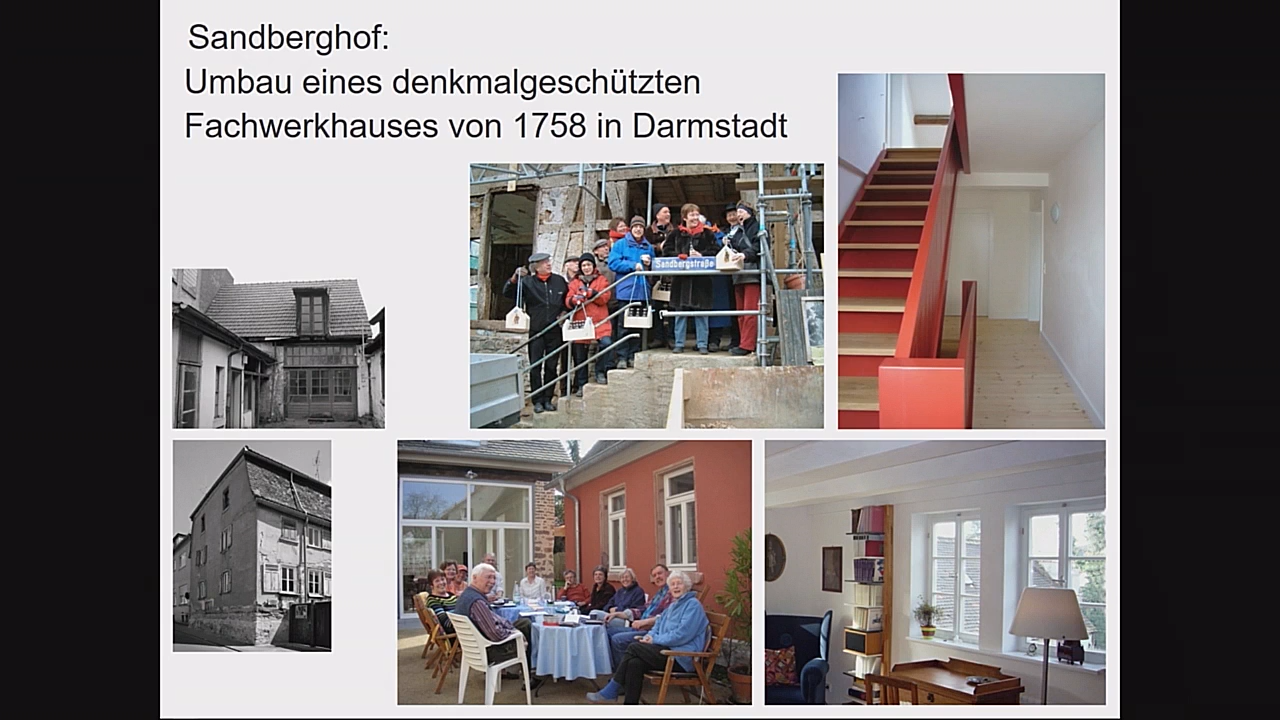 Sandberghof:
Umbau eines denkmalgeschützten
Fachwerkhauses von 1758 in Darmstadt
Sandbergstraße